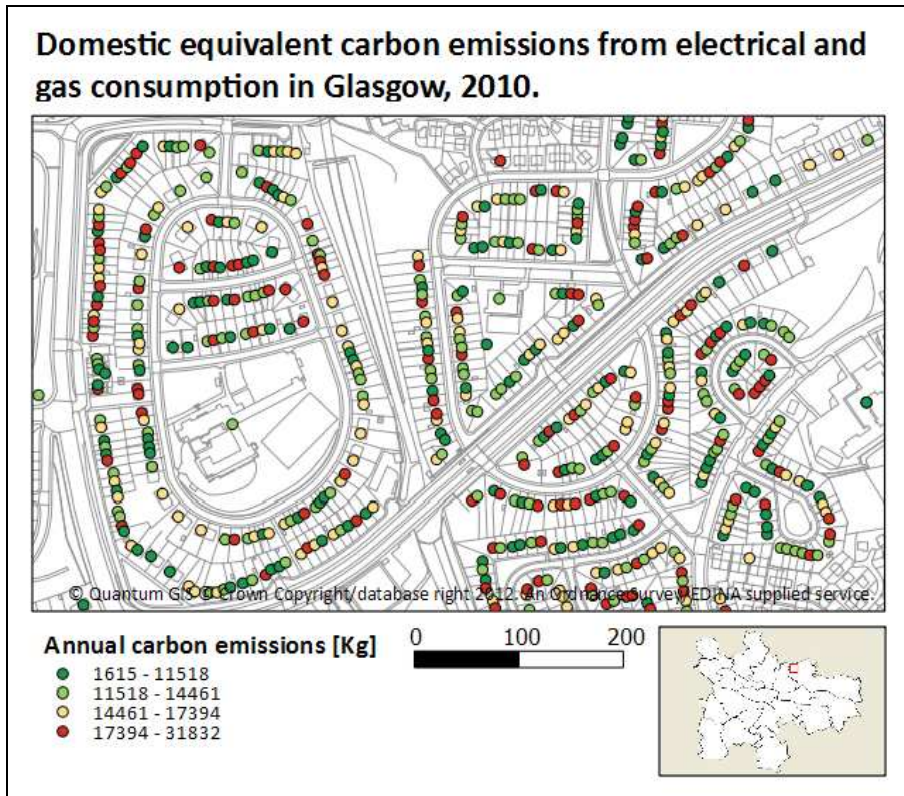 Domestic equivalent carbon emissions from electrical and
gas consumption in Glasgow, 2010.
© Quantum GIS © Crown Copyright/database right 2012. An Ordnance Survey/EDINA supplied service.
Annual carbon emissions [Kg]
1615 - 11518
11518 - 14461
14461 - 17394
17394 - 31832
0 100 200